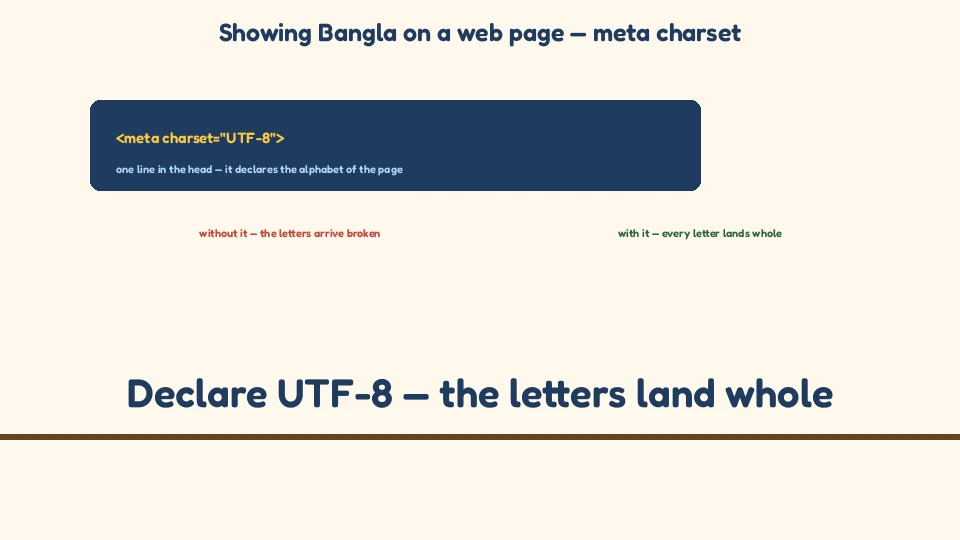 Showing Bangla on a web page — meta charset
<meta charset="UTF-8">
one line in the head — it declares the alphabet of the page
without it — the letters arrive broken
with it — every letter lands whole
Declare UTF-8 — the letters land whole